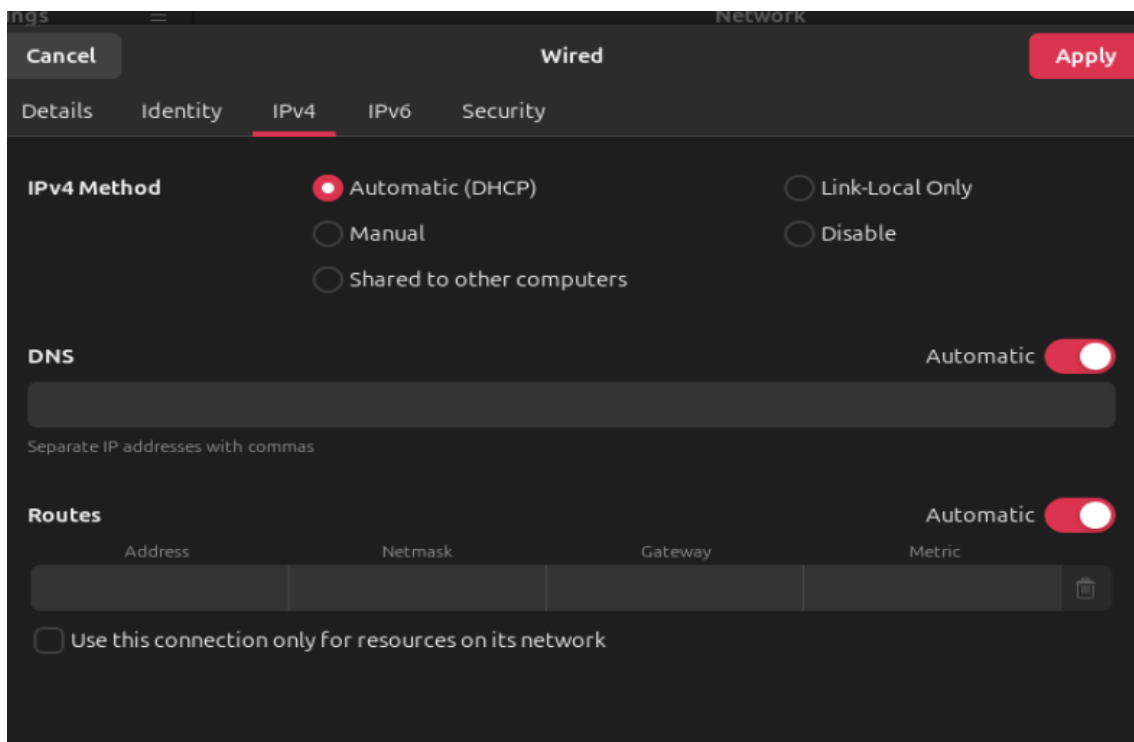 ngs Network
Cancel Wired Apply
Details Identity IPv4 IPv6 Security
IPv4 Method Automatic (DHCP) Link-Local Only
Manual Disable
Shared to other computers
DNS Automatic
Separate IP addresses with commas
Routes Automatic
Address Netmask Gateway Metric
Use this connection only for resources on its network